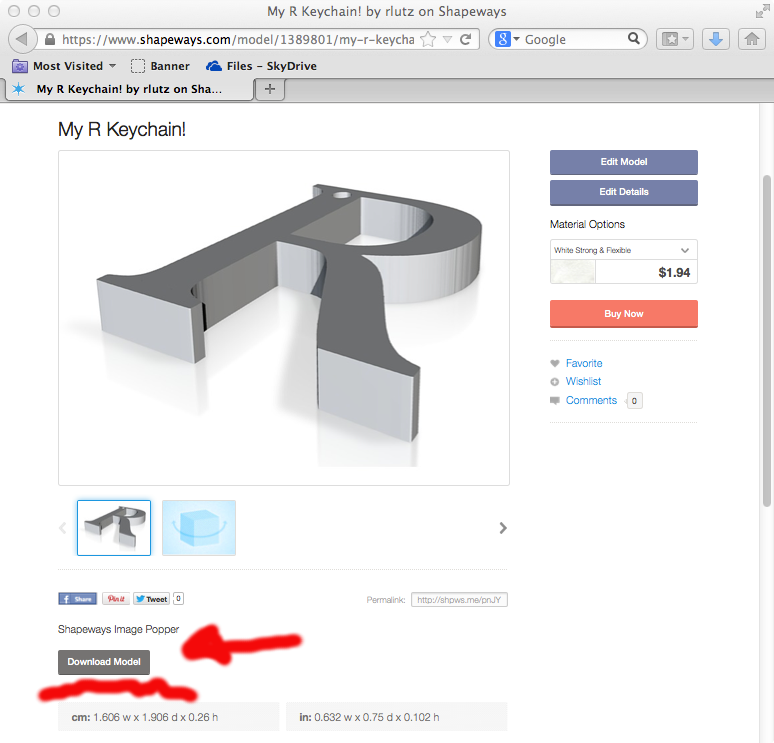 My R Keychain! by rlutz on Shapeways
https://www.shapeways.com/model/1389801/my-r-keycha
Google
Most Visited
Banner
Files – SkyDrive
My R Keychain! by rlutz on Sha...
My R Keychain!
Edit Model
Edit Details
Material Options
White Strong & Flexible
$1.94
Buy Now
Favorite
Wishlist
Comments 0
Share
Pin it
Tweet 0
Permalink: http://shpws.me/pnJY
Shapeways Image Popper
Download Model
cm: 1.606 w x 1.906 d x 0.26 h
in: 0.632 w x 0.75 d x 0.102 h